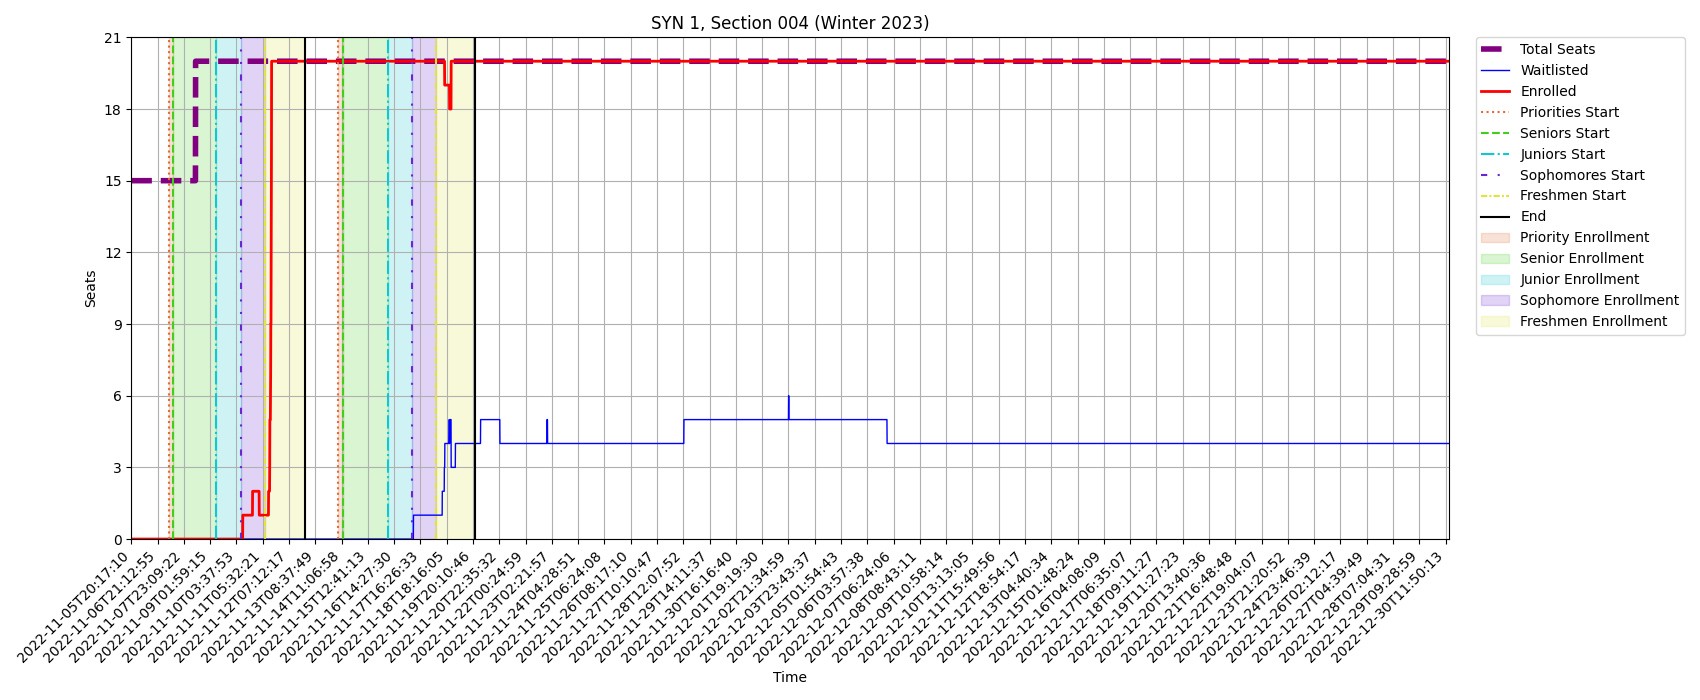 SYN 1, Section 004 (Winter 2023)
21
18
15
12
9
6
3
0
Seats
2022-11-05T20:17:10
2022-11-06T21:12:55
2022-11-07T23:09:22
2022-11-09T01:59:15
2022-11-10T03:37:53
2022-11-11T05:32:21
2022-11-12T07:12:17
2022-11-13T08:37:49
2022-11-14T11:06:58
2022-11-15T12:41:13
2022-11-16T14:27:30
2022-11-17T16:26:33
2022-11-18T18:16:05
2022-11-19T20:10:46
2022-11-20T22:35:32
2022-11-22T00:24:59
2022-11-23T02:21:57
2022-11-24T04:28:51
2022-11-25T06:24:08
2022-11-26T08:17:10
2022-11-27T10:10:47
2022-11-28T12:07:52
2022-11-29T14:11:37
2022-11-30T16:16:40
2022-12-01T19:19:30
2022-12-02T21:34:59
2022-12-03T23:43:37
2022-12-05T01:54:43
2022-12-06T03:57:38
2022-12-07T06:24:06
2022-12-08T08:43:11
2022-12-09T10:58:14
2022-12-10T13:13:05
2022-12-11T15:49:56
2022-12-12T18:54:17
2022-12-13T04:40:34
2022-12-15T01:48:24
2022-12-16T04:08:09
2022-12-17T06:35:07
2022-12-18T09:11:27
2022-12-19T11:27:23
2022-12-20T13:40:36
2022-12-21T16:48:48
2022-12-22T19:04:07
2022-12-23T21:20:52
2022-12-24T23:46:39
2022-12-26T02:12:17
2022-12-27T04:39:49
2022-12-28T07:04:31
2022-12-29T09:28:59
2022-12-30T11:50:13
Time
Total Seats
Waitlisted
Enrolled
Priorities Start
Seniors Start
Juniors Start
Sophomores Start
Freshmen Start
End
Priority Enrollment
Senior Enrollment
Junior Enrollment
Sophomore Enrollment
Freshmen Enrollment